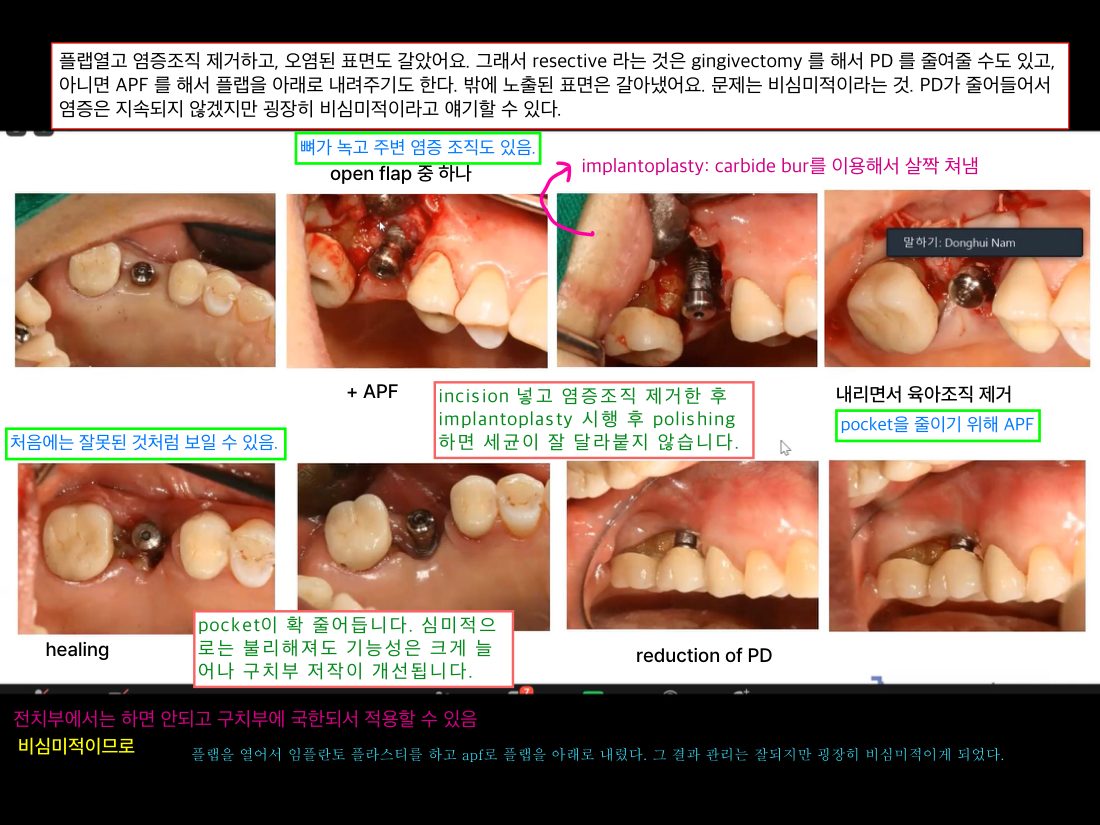 플랩열고 염증조직 제거하고, 오염된 표면도 갈았어요. 그래서 resective 라는 것은 gingivectomy 를 해서 PD 를 줄여줄 수도 있고,
아니면 APF 를 해서 플랩을 아래로 내려주기도 한다. 밖에 노출된 표면은 갈아냈어요. 문제는 비심미적이라는 것. PD가 줄어들어서
염증은 지속되지 않겠지만 굉장히 비심미적이라고 얘기할 수 있다.
뼈가 녹고 주변 염증 조직도 있음.
open flap 중 하나
implantoplasty: carbide bur를 이용해서 살짝 쳐냄
말하기: Donghui Nam
+ APF
incision 넣고 염증조직 제거한 후
implantoplasty 시행 후 polishing
하면 세균이 잘 달라붙지 않습니다.
내리면서 육아조직 제거
pocket을 줄이기 위해 APF
처음에는 잘못된 것처럼 보일 수 있음.
healing
pocket이 확 줄어듭니다. 심미적으
로는 불리해져도 기능성은 크게 늘
어나 구치부 저작이 개선됩니다.
reduction of PD
7
전치부에서는 하면 안되고 구치부에 국한되서 적용할 수 있음
비심미적이므로
플랩을 열어서 임플란토 플라스티를 하고 apf로 플랩을 아래로 내렸다. 그 결과 관리는 잘되지만 굉장히 비심미적이게 되었다.